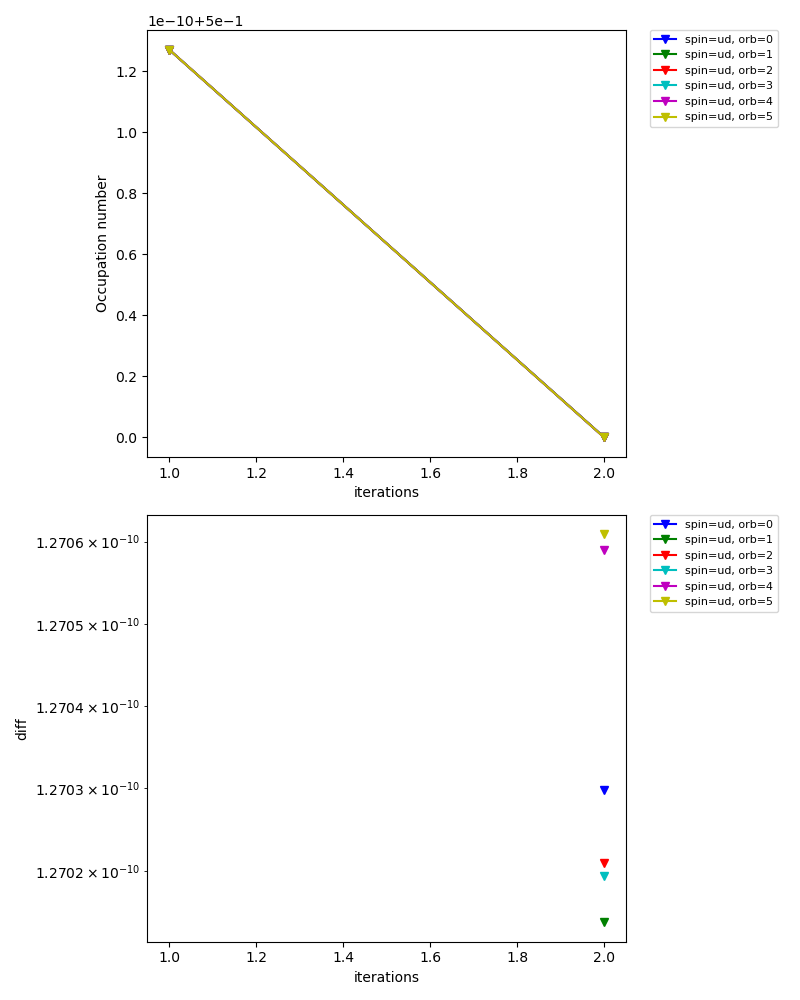 1e−10+5e−1
1.2
1.0
0.8
0.6
0.4
0.2
0.0
Occupation number
1.0 1.2 1.4 1.6 1.8 2.0
iterations
spin=ud, orb=0
spin=ud, orb=1
spin=ud, orb=2
spin=ud, orb=3
spin=ud, orb=4
spin=ud, orb=5
1.2706 × 10⁻¹⁰
1.2705 × 10⁻¹⁰
1.2704 × 10⁻¹⁰
1.2703 × 10⁻¹⁰
1.2702 × 10⁻¹⁰
diff
1.0 1.2 1.4 1.6 1.8 2.0
iterations
spin=ud, orb=0
spin=ud, orb=1
spin=ud, orb=2
spin=ud, orb=3
spin=ud, orb=4
spin=ud, orb=5